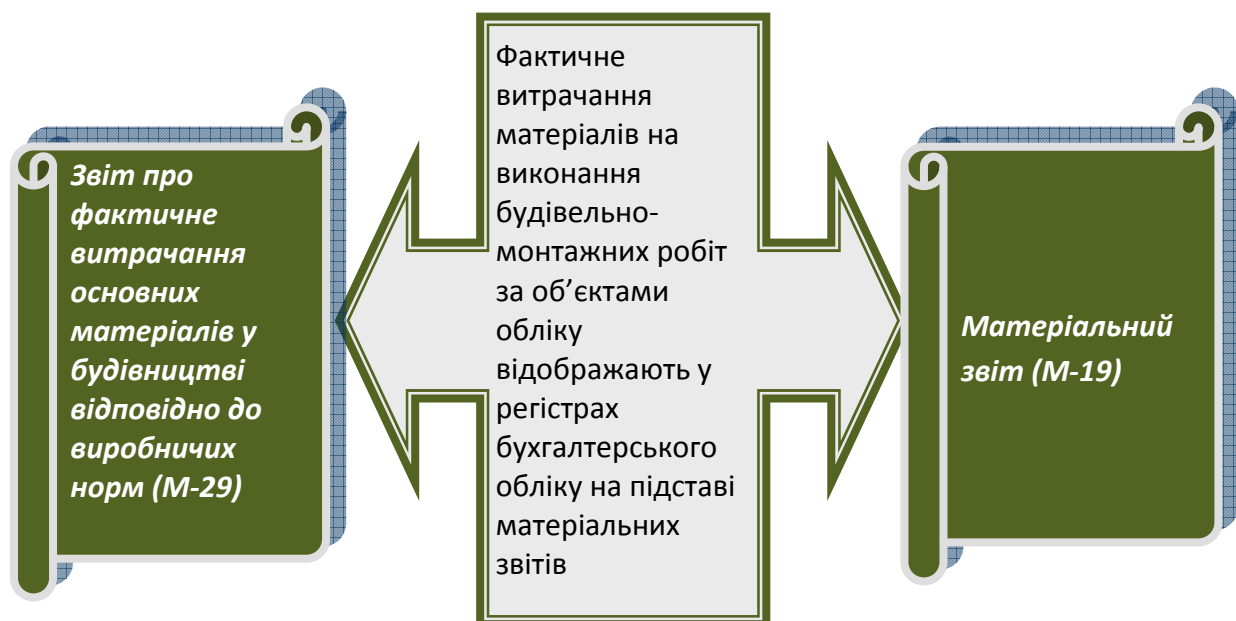 Звіт про
фактичне
витрачання
основних
матеріалів у
будівництві
відповідно до
виробничих
норм (М-29)
Фактичне
витрачання
матеріалів на
виконання
будівельно-
монтажних робіт
за об’єктами
обліку
відображають у
регістрах
бухгалтерського
обліку на підставі
матеріальних
звітів
Матеріальний
звіт (М-19)